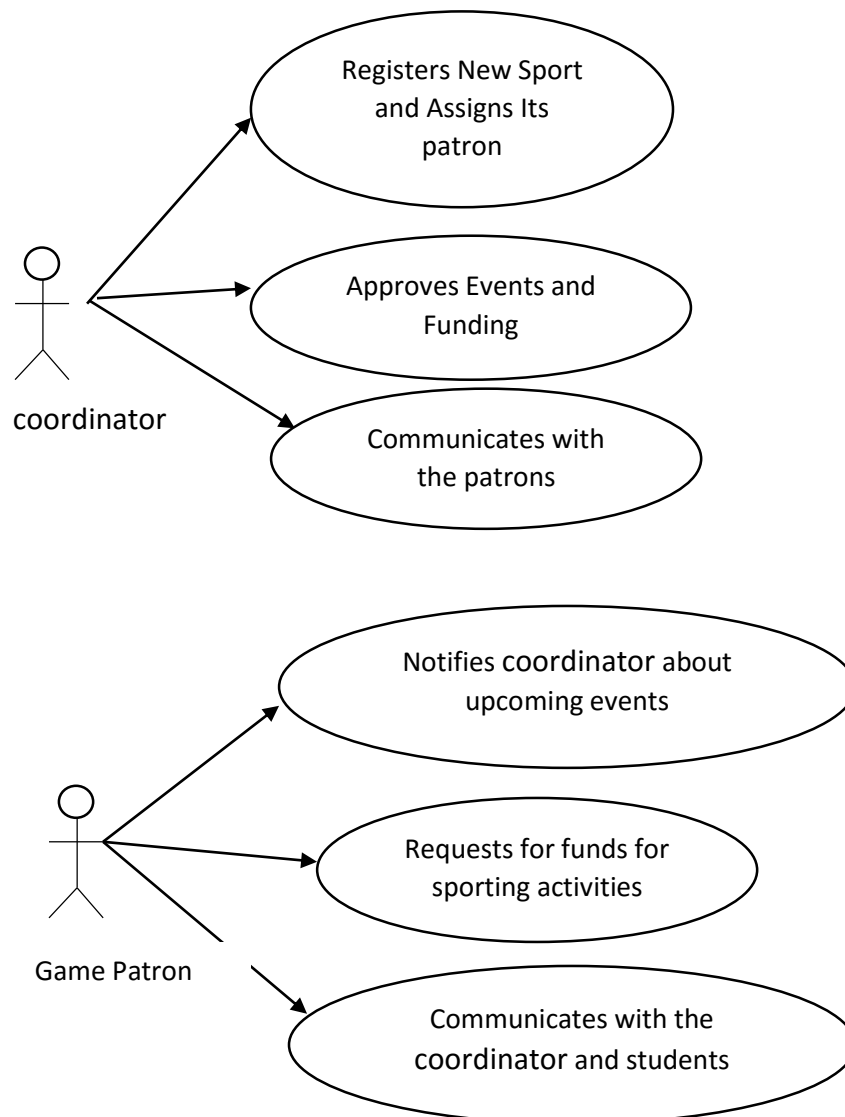 Registers New Sport
and Assigns Its
patron
Approves Events and
Funding
coordinator
Communicates with
the patrons
Notifies coordinator about
upcoming events
Requests for funds for
sporting activities
Game Patron
Communicates with the
coordinator and students